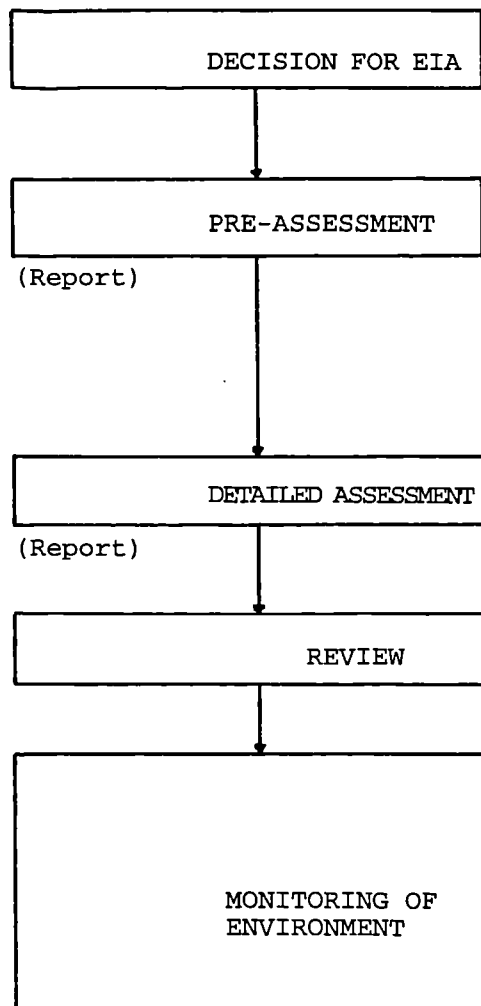 DECISION FOR EIA
PRE-ASSESSMENT
(Report)
DETAILED ASSESSMENT
(Report)
REVIEW
MONITORING OF
ENVIRONMENT